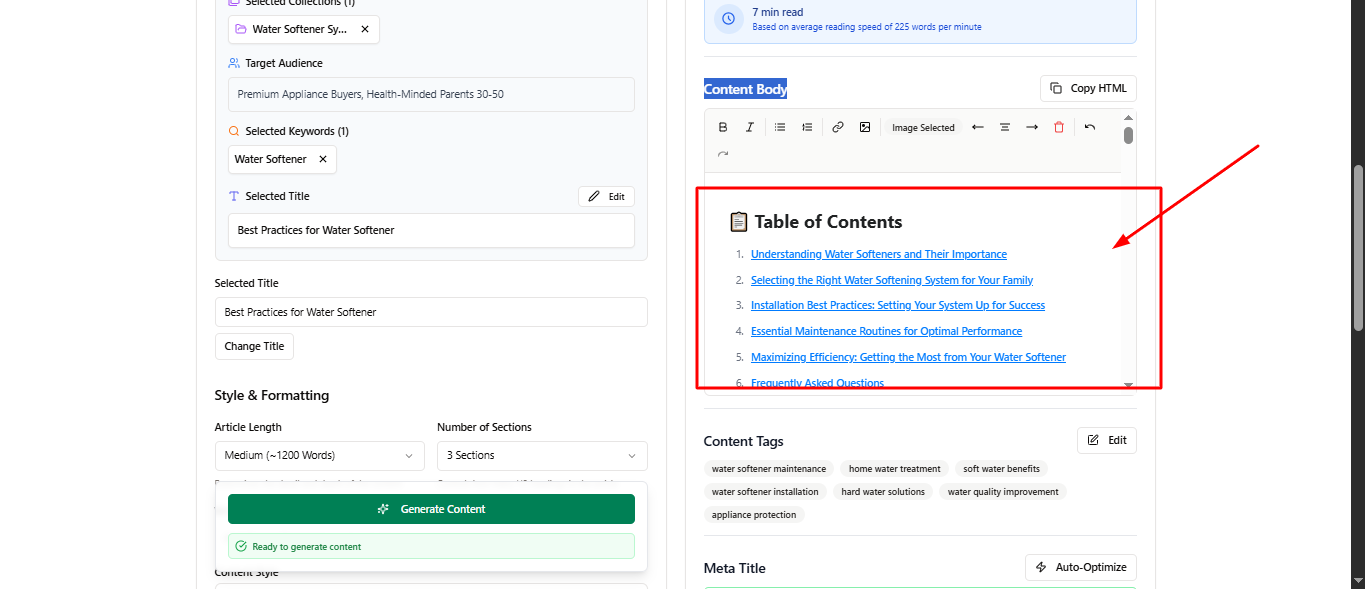 Selected Collections (1)
Water Softener Sy...
Target Audience
Premium Appliance Buyers, Health-Minded Parents 30-50
Selected Keywords (1)
Water Softener
Selected Title
Edit
Best Practices for Water Softener
Selected Title
Best Practices for Water Softener
Change Title
Style & Formatting
Article Length
Number of Sections
Medium (~1200 Words)
3 Sections
Generate Content
Ready to generate content
Content Style
7 min read
Based on average reading speed of 225 words per minute
Content Body
Copy HTML
B I
Image Selected
📋 Table of Contents
1. Understanding Water Softeners and Their Importance
2. Selecting the Right Water Softening System for Your Family
3. Installation Best Practices: Setting Your System Up for Success
4. Essential Maintenance Routines for Optimal Performance
5. Maximizing Efficiency: Getting the Most from Your Water Softener
6. Frequently Asked Questions
Content Tags
Edit
water softener maintenance
home water treatment
soft water benefits
water softener installation
hard water solutions
water quality improvement
appliance protection
Meta Title
Auto-Optimize